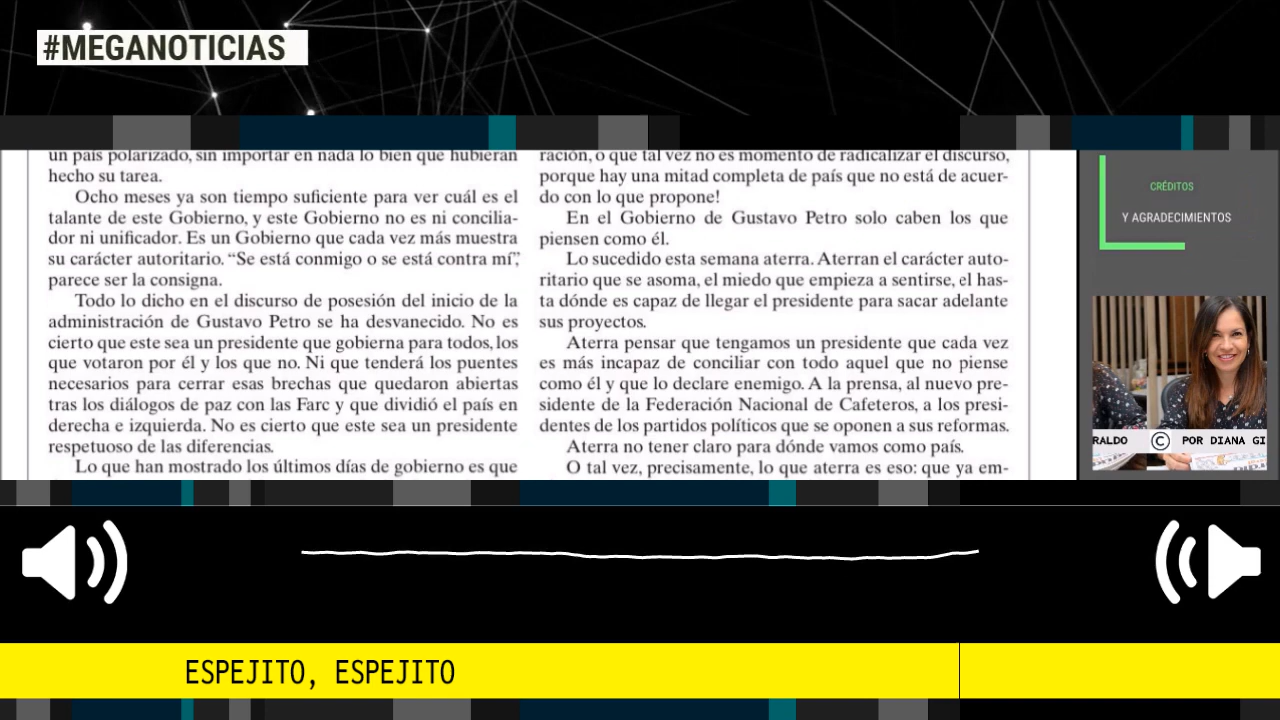 #MEGANOTICIAS
un país polarizado, sin importar en nada lo bien que hubieran
hecho su tarea.
Ocho meses ya son tiempo suficiente para ver cuál es el
talante de este Gobierno, y este Gobierno no es ni concilia-
dor ni unificador. Es un Gobierno que cada vez más muestra
su carácter autoritario. “Se está conmigo o se está contra mí”,
parece ser la consigna.
Todo lo dicho en el discurso de posesión del inicio de la
administración de Gustavo Petro se ha desvanecido. No es
cierto que este sea un presidente que gobierna para todos, los
que votaron por él y los que no. Ni que tenderá los puentes
necesarios para cerrar esas brechas que quedaron abiertas
tras los diálogos de paz con las Farc y que dividió el país en
derecha e izquierda. No es cierto que este sea un presidente
respetuoso de las diferencias.
Lo que han mostrado los últimos días de gobierno es que
ración, o que tal vez no es momento de radicalizar el discurso,
porque hay una mitad completa de país que no está de acuer-
do con lo que propone!
En el Gobierno de Gustavo Petro solo caben los que
piensen como él.
Lo sucedido esta semana aterra. Aterran el carácter auto-
ritario que se asoma, el miedo que empieza a sentirse, el has-
ta dónde es capaz de llegar el presidente para sacar adelante
sus proyectos.
Aterra pensar que tengamos un presidente que cada vez
es más incapaz de conciliar con todo aquel que no piense
como él y que lo declare enemigo. A la prensa, al nuevo pre-
sidente de la Federación Nacional de Cafeteros, a los presi-
dentes de los partidos políticos que se oponen a sus reformas.
Aterra no tener claro para dónde vamos como país.
O tal vez, precisamente, lo que aterra es eso: que ya em-
CRÉDITOS
Y AGRADECIMIENTOS
RALDO © POR DIANA GI
ESPEJITO, ESPEJITO